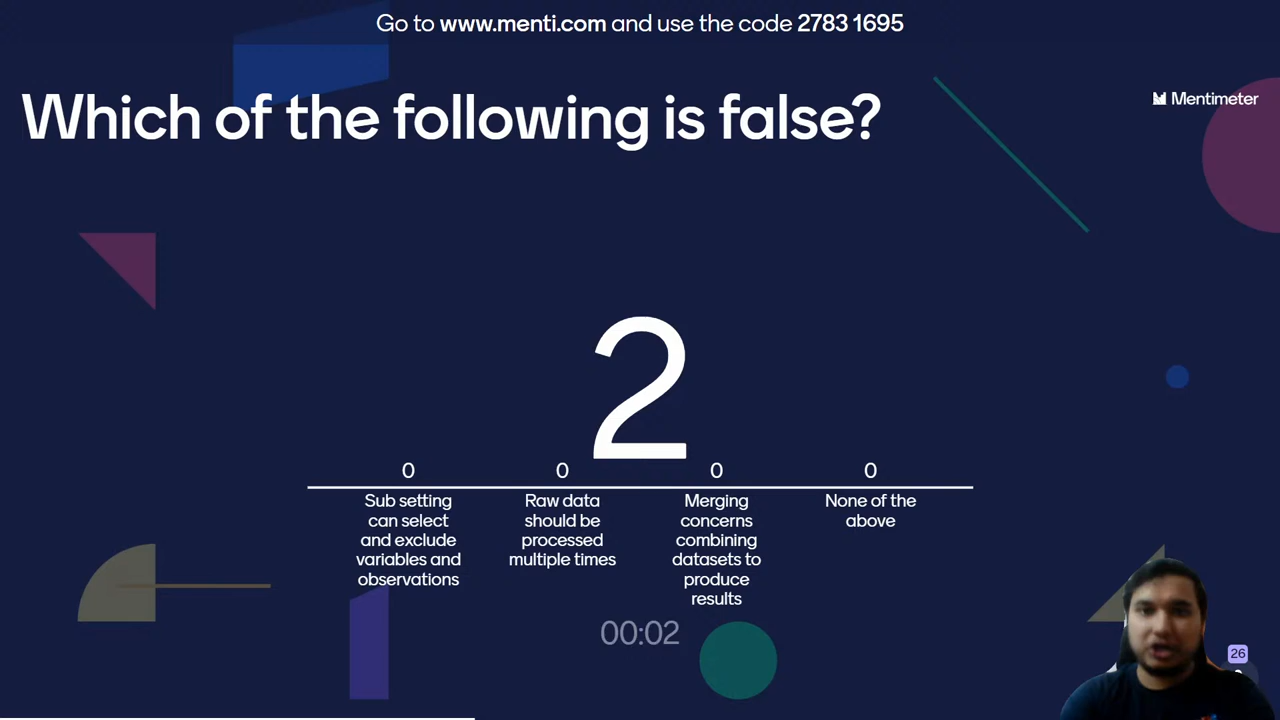 Go to www.menti.com and use the code 2783 1695
Which of the following is false?
Mentimeter
2
0
0
0
0
Sub setting
can select
and exclude
variables and
observations
Raw data
should be
processed
multiple times
Merging
concerns
combining
datasets to
produce
results
None of the
above
00:02
26